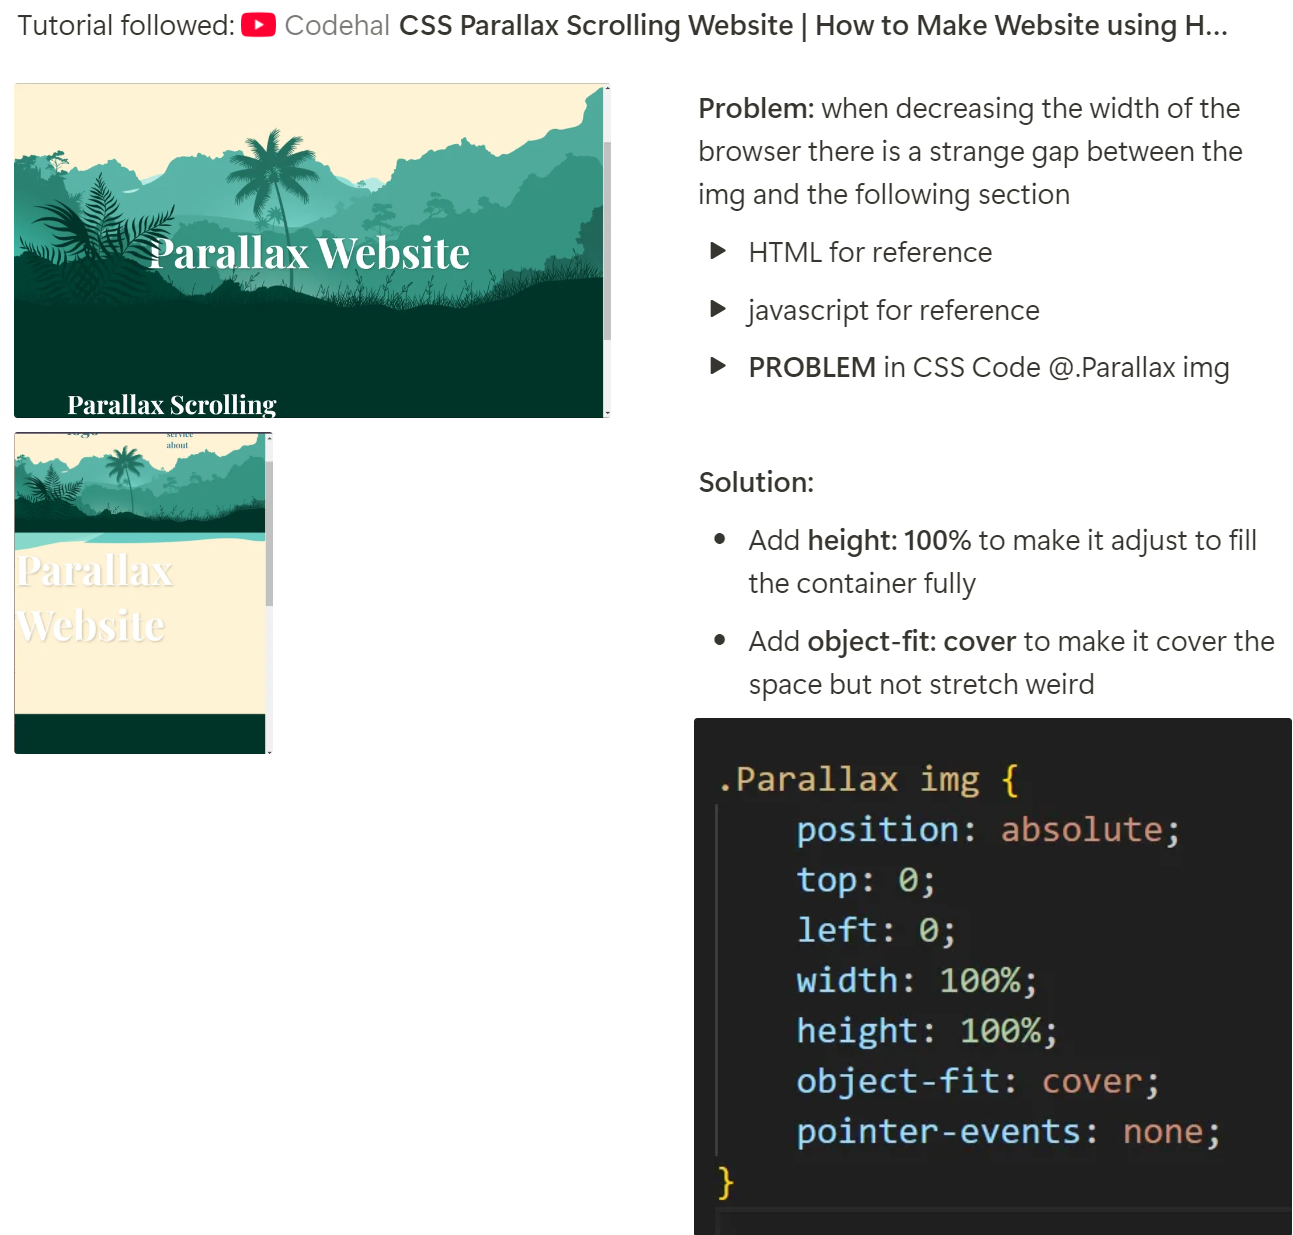 Tutorial followed: Codehal CSS Parallax Scrolling Website | How to Make Website using H...
Parallax Website
Parallax Scrolling
logo
service
about
Parallax
Website
Problem: when decreasing the width of the
browser there is a strange gap between the
img and the following section
HTML for reference
javascript for reference
PROBLEM in CSS Code @.Parallax img
Solution:
Add height: 100% to make it adjust to fill
the container fully
Add object-fit: cover to make it cover the
space but not stretch weird
.Parallax img {
position: absolute;
top: 0;
left: 0;
width: 100%;
height: 100%;
object-fit: cover;
pointer-events: none;
}